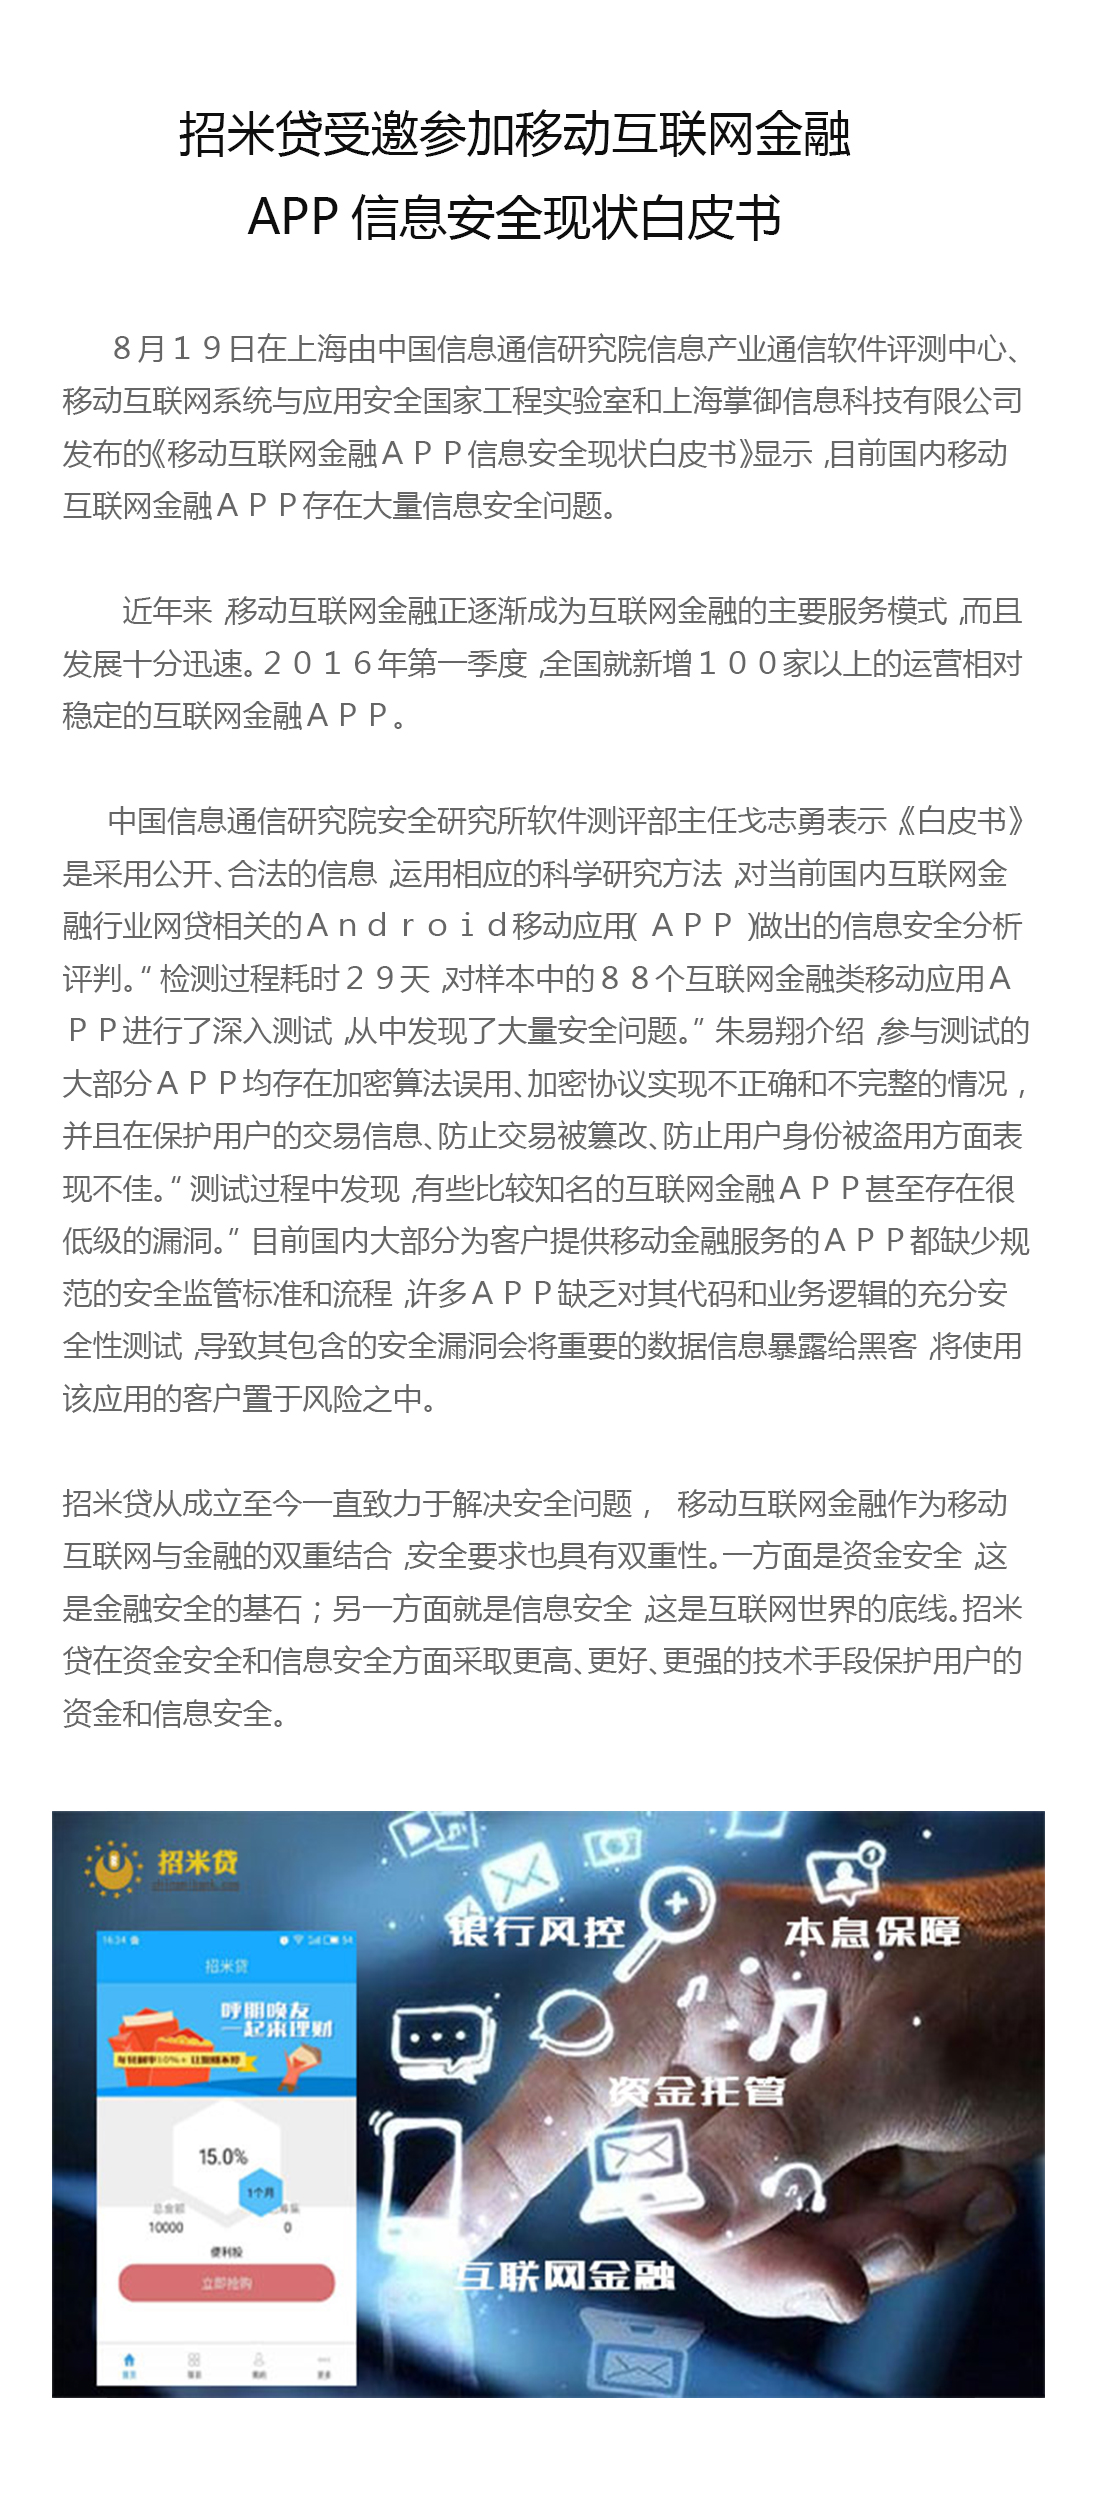 招米贷受邀参加移动互联网金融
APP 信息安全现状白皮书
８月１９日在上海由中国信息通信研究院信息产业通信软件评测中心、
移动互联网系统与应用安全国家工程实验室和上海掌御信息科技有限公司
发布的《移动互联网金融ＡＰＰ信息安全现状白皮书》显示，目前国内移动
互联网金融ＡＰＰ存在大量信息安全问题。
近年来，移动互联网金融正逐渐成为互联网金融的主要服务模式，而且
发展十分迅速。２０１６年第一季度，全国就新增１００家以上的运营相对
稳定的互联网金融ＡＰＰ。
中国信息通信研究院安全研究所软件测评部主任戈志勇表示，《白皮书》
是采用公开、合法的信息，运用相应的科学研究方法，对当前国内互联网金
融行业网贷相关的Ａｎｄｒｏｉｄ移动应用（ＡＰＰ）做出的信息安全分析
评判。“检测过程耗时２９天，对样本中的８８个互联网金融类移动应用Ａ
ＰＰ进行了深入测试，从中发现了大量安全问题。”朱易翔介绍，参与测试的
大部分ＡＰＰ均存在加密算法误用、加密协议实现不正确和不完整的情况，
并且在保护用户的交易信息、防止交易被篡改、防止用户身份被盗用方面表
现不佳。“测试过程中发现，有些比较知名的互联网金融ＡＰＰ甚至存在很
低级的漏洞。”目前国内大部分为客户提供移动金融服务的ＡＰＰ都缺少规
范的安全监管标准和流程，许多ＡＰＰ缺乏对其代码和业务逻辑的充分安
全性测试，导致其包含的安全漏洞会将重要的数据信息暴露给黑客，将使用
该应用的客户置于风险之中。
招米贷从成立至今一直致力于解决安全问题， 移动互联网金融作为移动
互联网与金融的双重结合，安全要求也具有双重性。一方面是资金安全，这
是金融安全的基石；另一方面就是信息安全，这是互联网世界的底线。招米
贷在资金安全和信息安全方面采取更高、更好、更强的技术手段保护用户的
资金和信息安全。
招米贷
银行风控
本息保障
16:34
54
招米贷
呼朋唤友
一起来理财
资金托管
15.0%
1个月
总金额
10000
0
便利投
立即抢购
互联网金融
首页
我的
更多